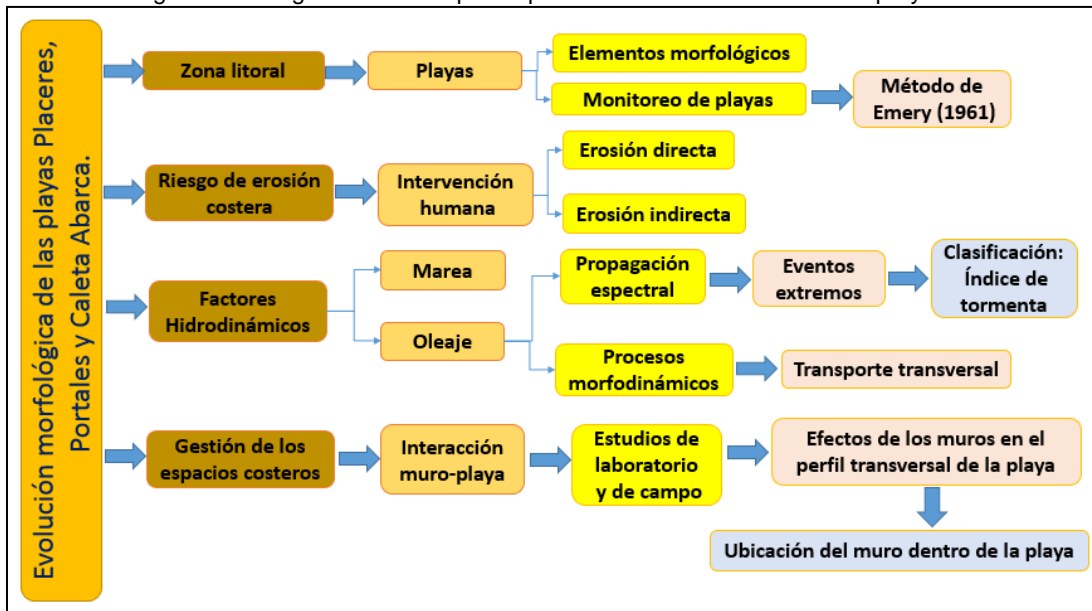 Evolución morfológica de las playas Placeres,
Portales y Caleta Abarca.
Zona litoral
Playas
Elementos morfológicos
Monitoreo de playas
Método de
Emery (1961)
Riesgo de erosión
costera
Intervención
humana
Erosión directa
Erosión indirecta
Factores
Hidrodinámicos
Marea
Oleaje
Propagación
espectral
Eventos
extremos
Clasificación:
Índice de
tormenta
Procesos
morfodinámicos
Transporte transversal
Gestión de los
espacios costeros
Interacción
muro-playa
Estudios de
laboratorio
y de campo
Efectos de los muros en el
perfil transversal de la playa
Ubicación del muro dentro de la playa